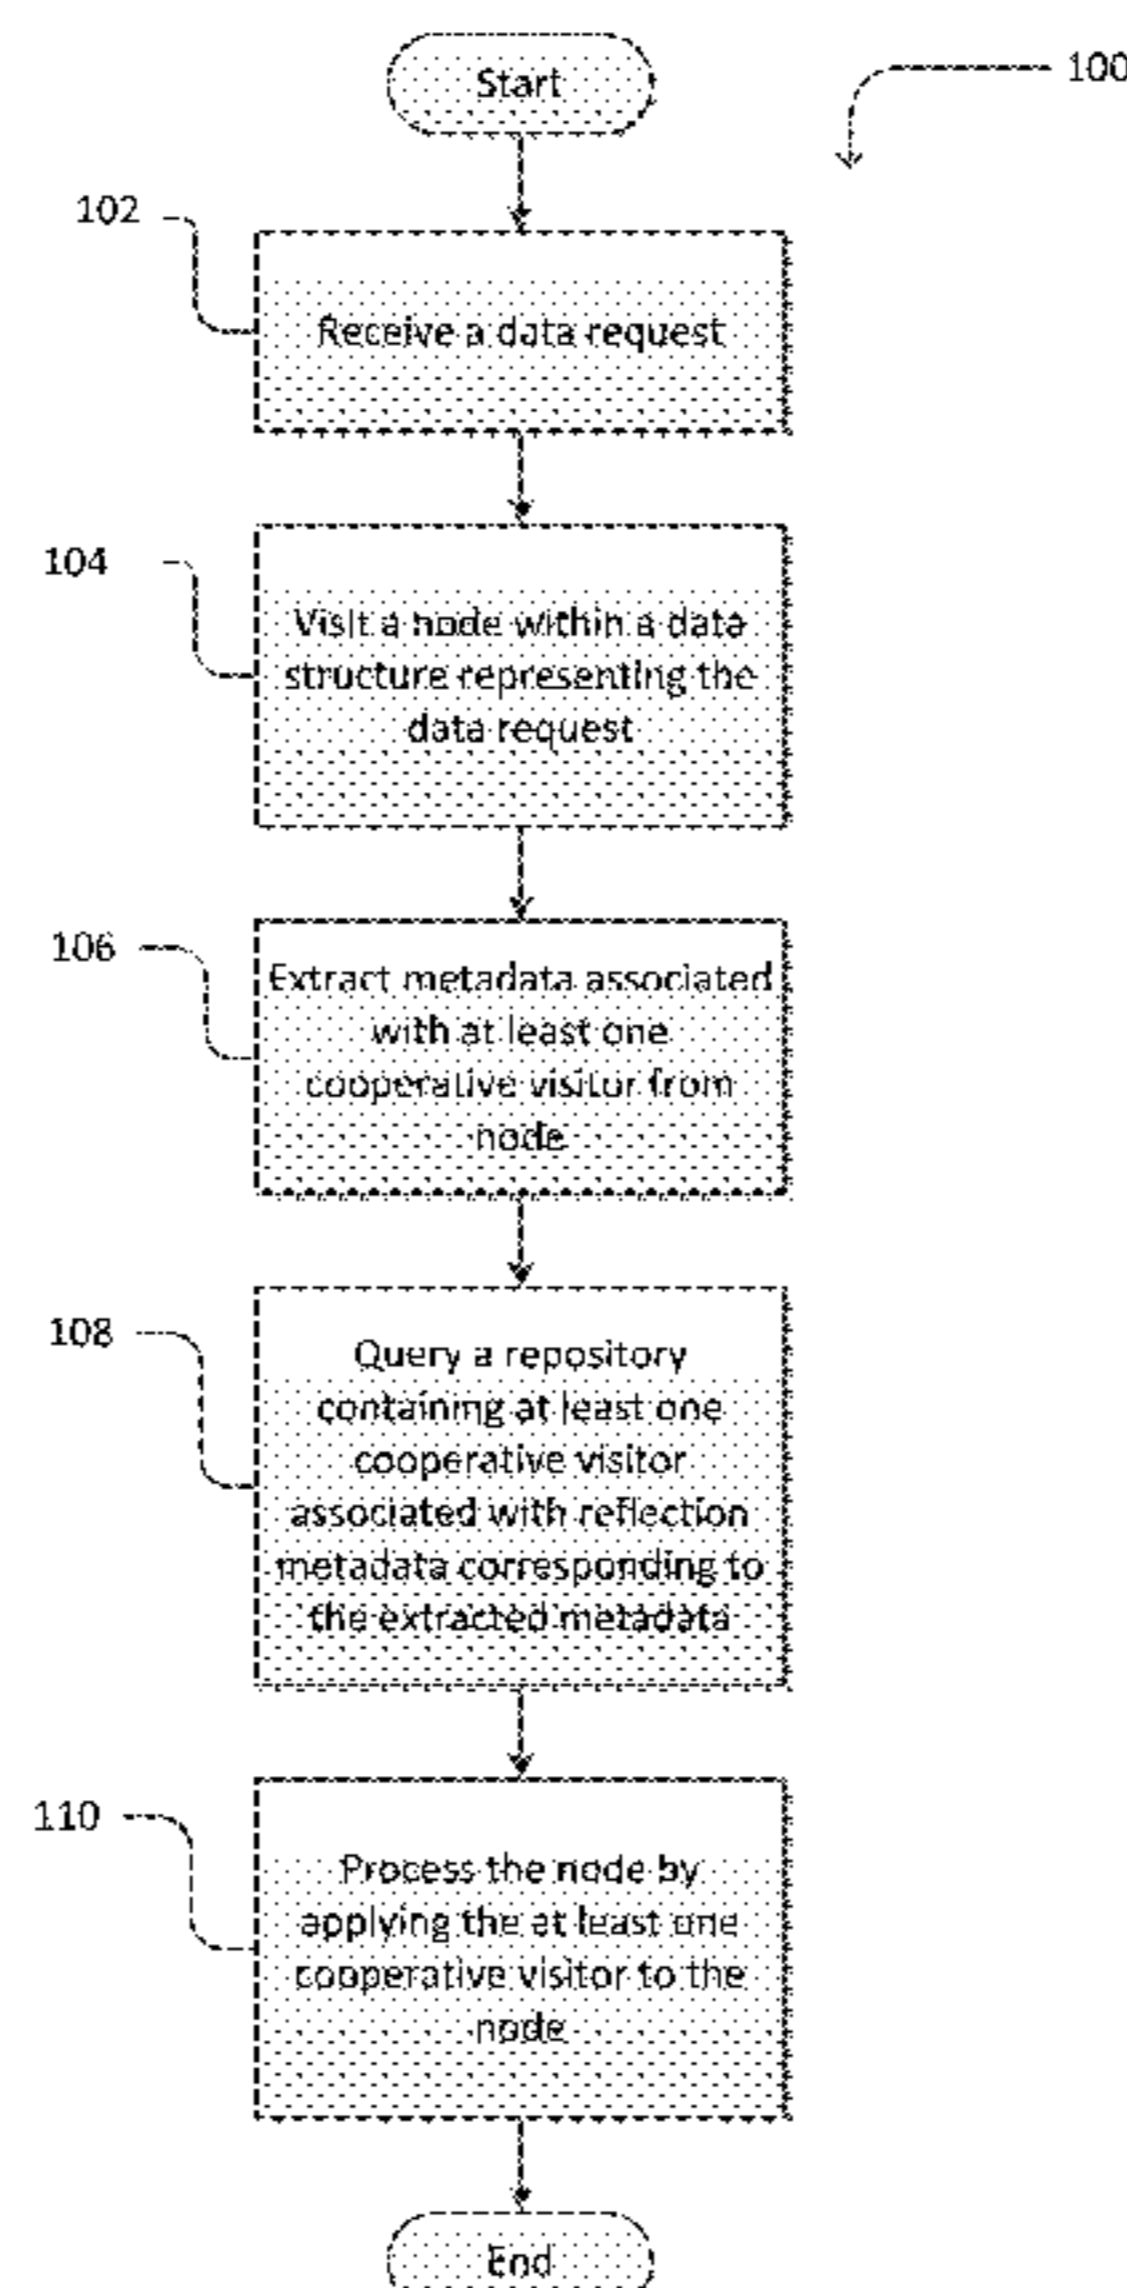 Start
100
102
Receive a data request
104
Visit a node within a data
structure representing the
data request
106
Extract metadata associated
with at least one
cooperative visitor from
node
108
Query a repository
containing at least one
cooperative visitor
associated with reflection
metadata corresponding to
the extracted metadata
110
Process the node by
applying the at least one
cooperative visitor to the
node
End